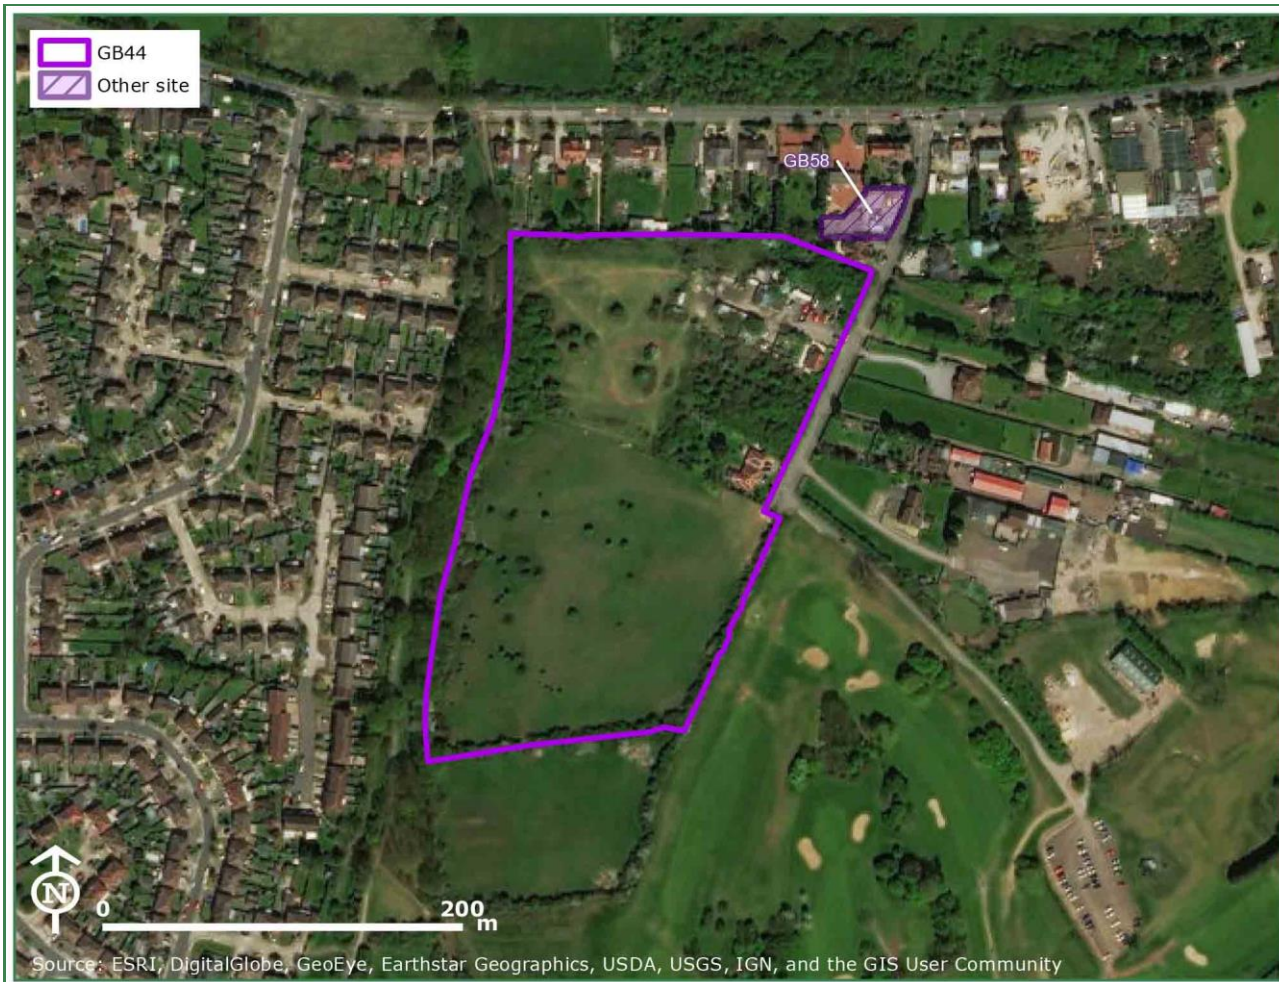 GB44
Other site
GB58
N
0 200
m
Source: ESRI, DigitalGlobe, GeoEye, Earthstar Geographics, USDA, USGS, IGN, and the GIS User Community